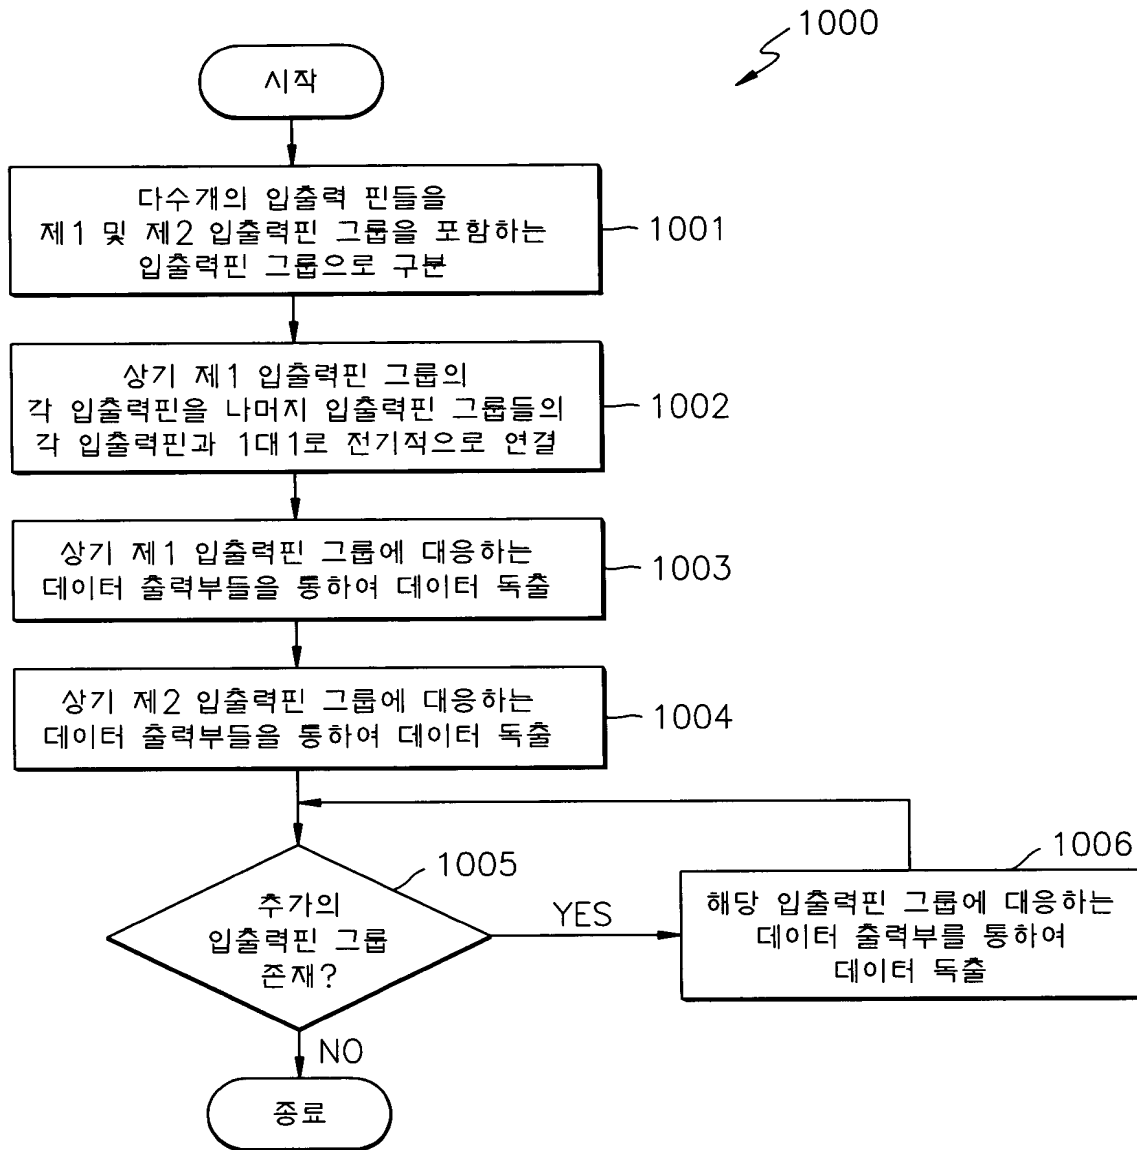 1000
시작
다수개의 입출력 핀들을
제1 및 제2 입출력핀 그룹을 포함하는
입출력핀 그룹으로 구분
1001
상기 제1 입출력핀 그룹의
각 입출력핀을 나머지 입출력핀 그룹들의
각 입출력핀과 1대1로 전기적으로 연결
1002
상기 제1 입출력핀 그룹에 대응하는
데이터 출력부들을 통하여 데이터 독출
1003
상기 제2 입출력핀 그룹에 대응하는
데이터 출력부들을 통하여 데이터 독출
1004
1005
추가의
입출력핀 그룹
존재?
YES
1006
해당 입출력핀 그룹에 대응하는
데이터 출력부를 통하여
데이터 독출
NO
종료